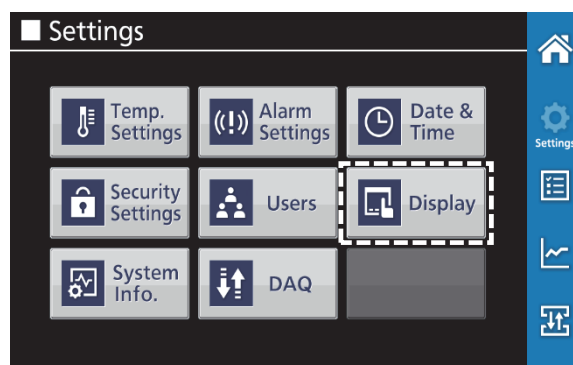 Settings
Temp.
Settings
Alarm
Settings
Date &
Time
Settings
Security
Settings
Users
Display
System
Info.
DAQ